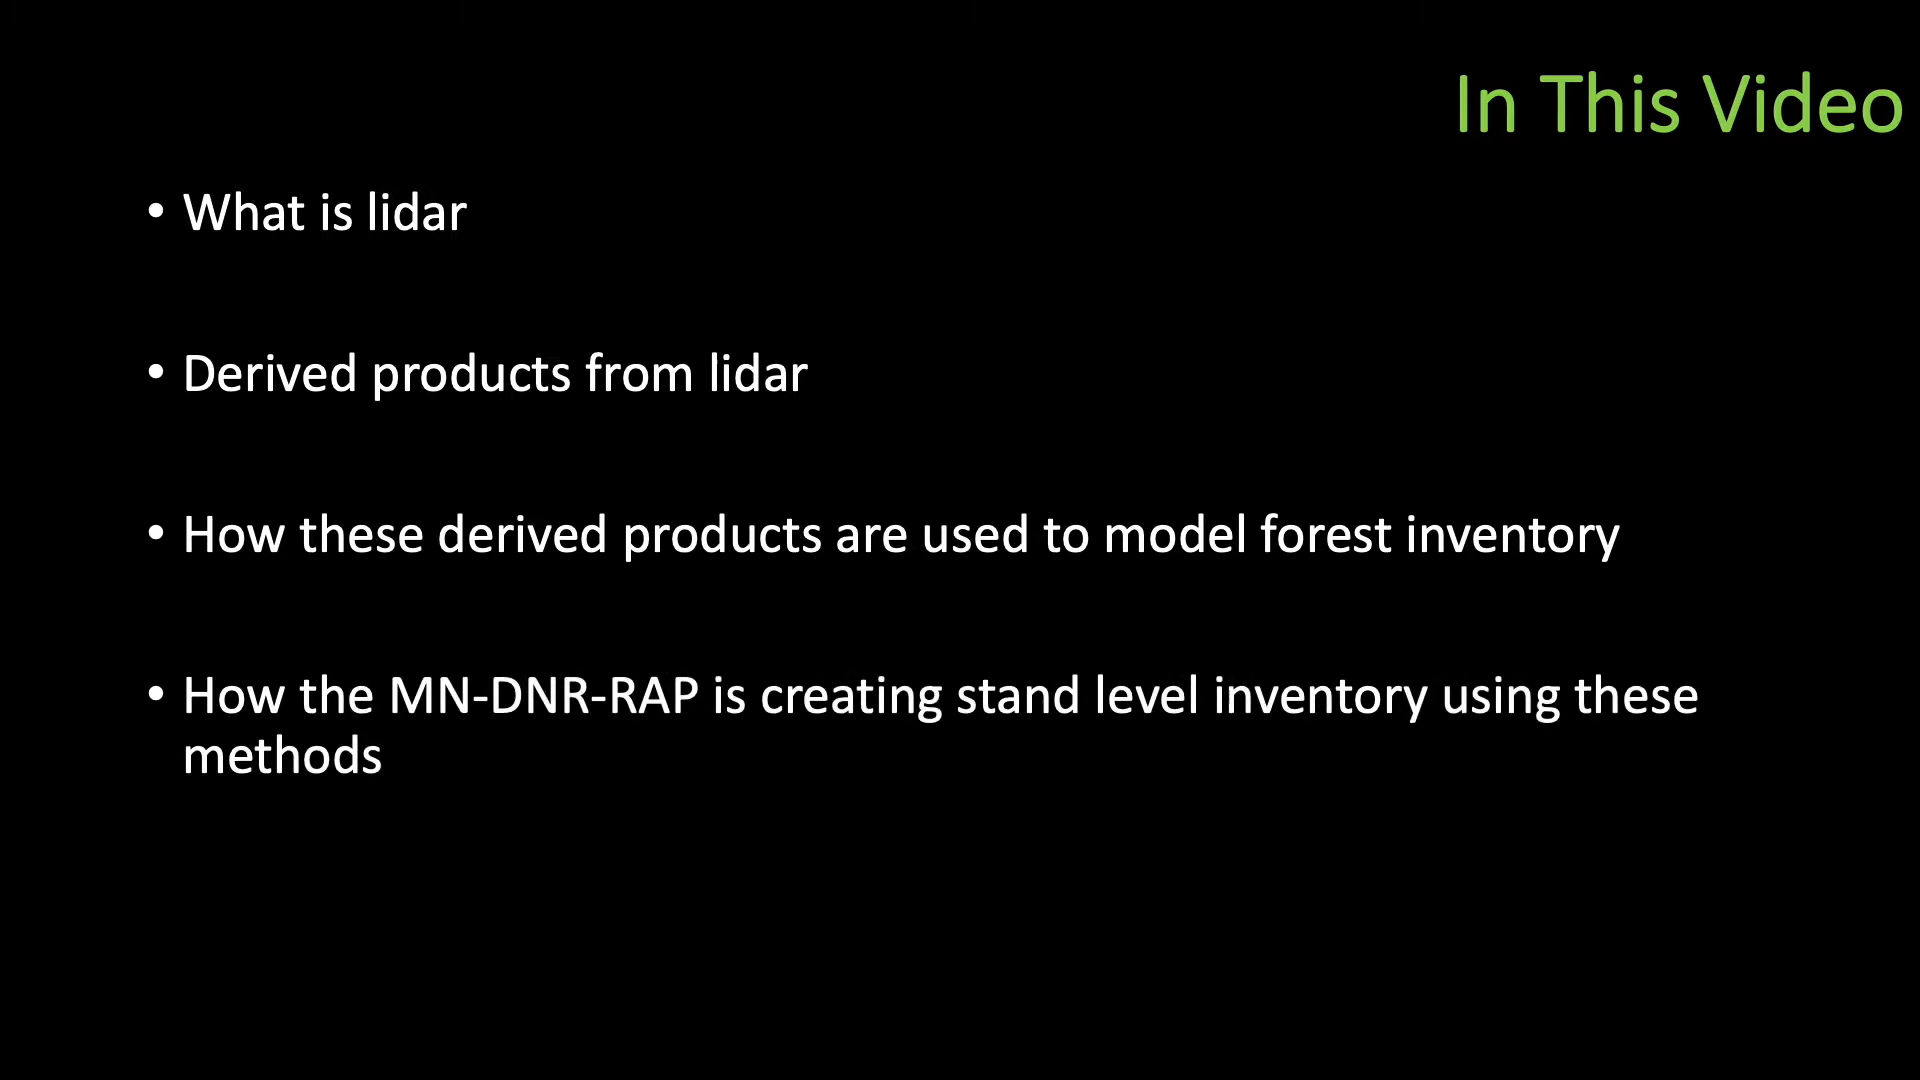 In This Video
• What is lidar
• Derived products from lidar
• How these derived products are used to model forest inventory
• How the MN-DNR-RAP is creating stand level inventory using these
methods